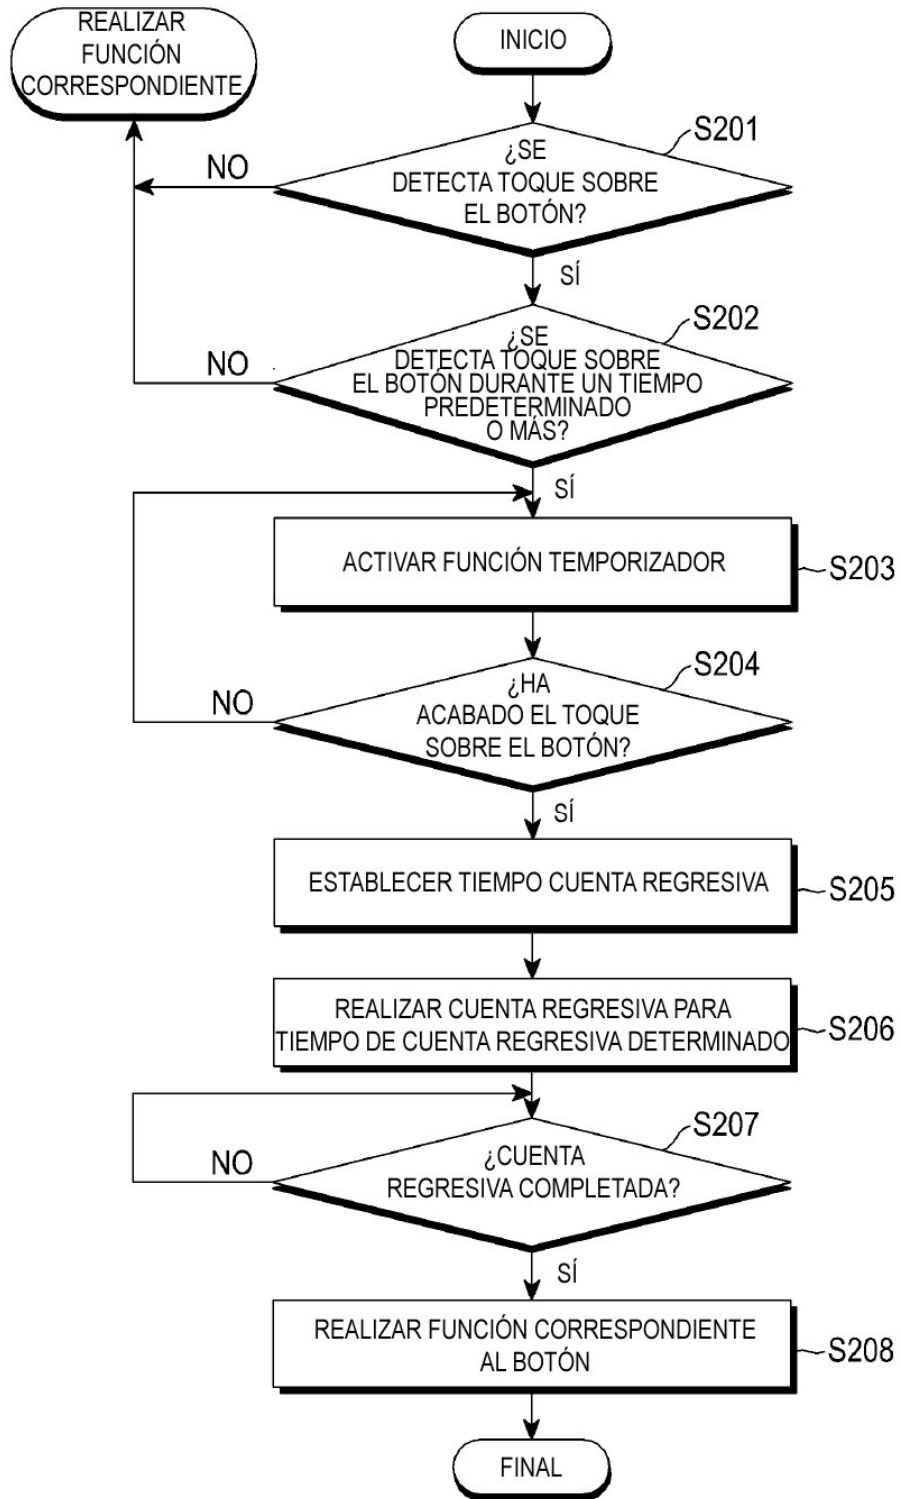 REALIZAR
FUNCIÓN
CORRESPONDIENTE
INICIO
S201
¿SE
DETECTA TOQUE SOBRE
EL BOTÓN?
NO
SÍ
S202
¿SE
DETECTA TOQUE SOBRE
EL BOTÓN DURANTE UN TIEMPO
PREDETERMINADO
O MÁS?
NO
SÍ
ACTIVAR FUNCIÓN TEMPORIZADOR
S203
S204
¿HA
ACABADO EL TOQUE
SOBRE EL BOTÓN?
NO
SÍ
ESTABLECER TIEMPO CUENTA REGRESIVA
S205
REALIZAR CUENTA REGRESIVA PARA
TIEMPO DE CUENTA REGRESIVA DETERMINADO
S206
S207
¿CUENTA
REGRESIVA COMPLETADA?
NO
SÍ
REALIZAR FUNCIÓN CORRESPONDIENTE
AL BOTÓN
S208
FINAL